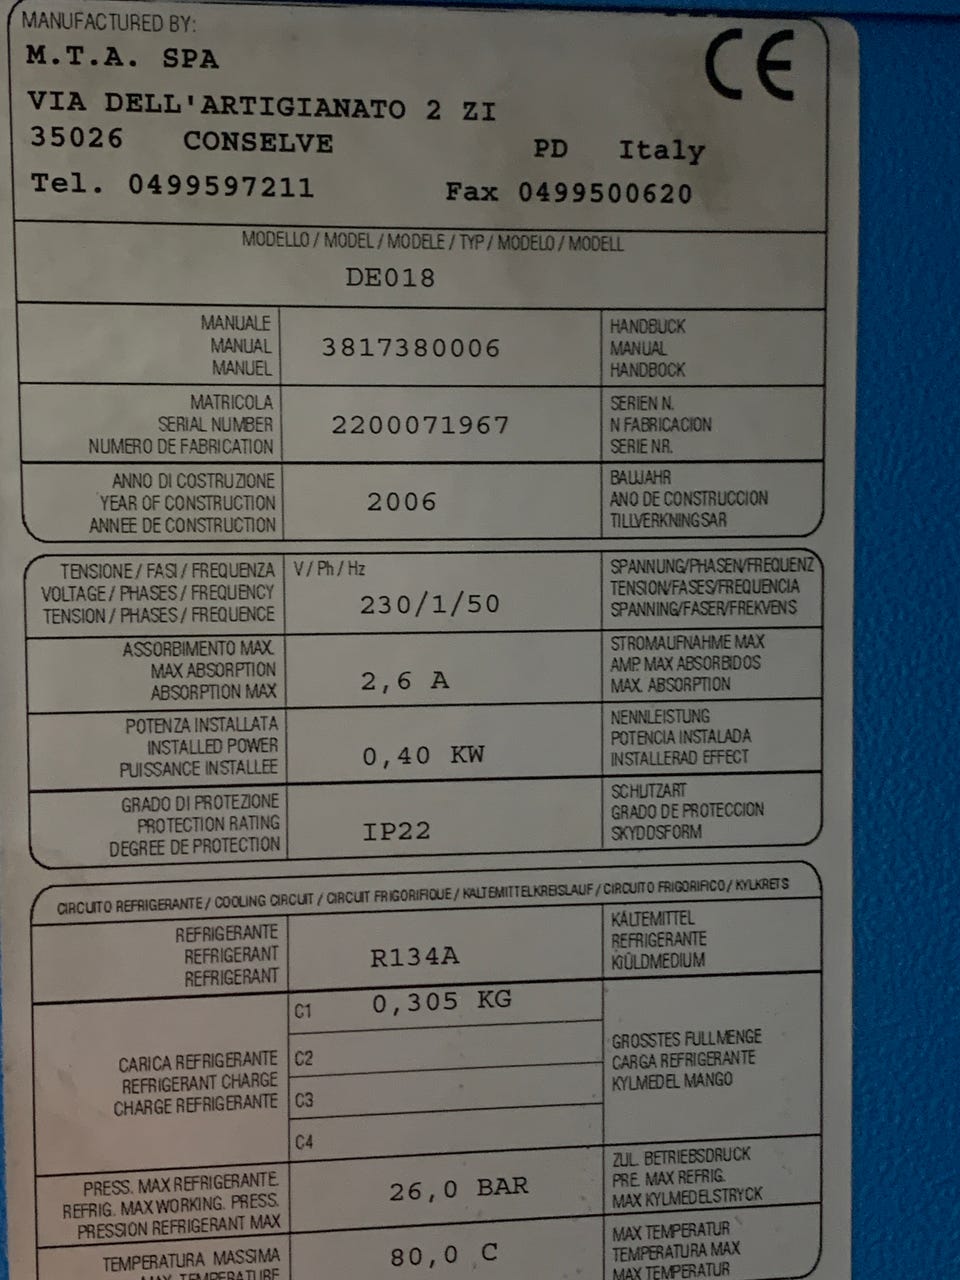 MANUFACTURED BY:
M.T.A. SPA
CE
VIA DELL'ARTIGIANATO 2 ZI
35026 CONSELVE PD Italy
Tel. 0499597211 Fax 0499500620
MODELLO / MODEL / MODELE / TYP / MODELO / MODELL
DE018
MANUALE
MANUAL
MANUEL
3817380006
HANDBUCK
MANUAL
HANDBOCK
MATRICOLA
SERIAL NUMBER
NUMERO DE FABRICATION
2200071967
SERIEN N.
N FABRICACION
SERIE NR.
ANNO DI COSTRUZIONE
YEAR OF CONSTRUCTION
ANNEE DE CONSTRUCTION
2006
BAUJAHR
ANO DE CONSTRUCCION
TILLVERKNINGSAR
TENSIONE / FASI / FREQUENZA
VOLTAGE / PHASES / FREQUENCY
TENSION / PHASES / FREQUENCE
V / Ph / Hz
230/1/50
SPANNUNG/PHASEN/FREQUENZ
TENSION/FASES/FREQUENCIA
SPANNING/FASER/FREKVENS
ASSORBIMENTO MAX.
MAX ABSORPTION
ABSORPTION MAX
2,6 A
STROMAUFNAHME MAX
AMP. MAX ABSORBIDOS
MAX. ABSORPTION
POTENZA INSTALLATA
INSTALLED POWER
PUISSANCE INSTALLEE
0,40 KW
NENNLEISTUNG
POTENCIA INSTALADA
INSTALLERAD EFFECT
GRADO DI PROTEZIONE
PROTECTION RATING
DEGREE DE PROTECTION
IP22
SCHUTZART
GRADO DE PROTECCION
SKYDDSFORM
CIRCUITO REFRIGERANTE / COOLING CIRCUIT / CIRCUIT FRIGORIFIQUE / KALTEMITTELKREISLAUF / CIRCUITO FRIGORIFICO / KYLKRETS
REFRIGERANTE
REFRIGERANT
REFRIGERANT
R134A
KÄLTEMITTEL
REFRIGERANTE
KÜLDMEDIUM
CARICA REFRIGERANTE
REFRIGERANT CHARGE
CHARGE REFRIGERANTE
C1 0,305 KG
C2
C3
C4
GROSSTES FULLMENGE
CARGA REFRIGERANTE
KYLMEDEL MANGO
PRESS. MAX REFRIGERANTE.
REFRIG. MAX WORKING. PRESS.
PRESSION REFRIGERANT MAX
26,0 BAR
ZUL. BETRIEBSDRUCK
PRE. MAX REFRIG.
MAX KYLMEDELSTRYCK
TEMPERATURA MASSIMA
MAX TEMPERATURE
80,0 C
MAX TEMPERATUR
TEMPERATURA MAX
MAX TEMPERATUR